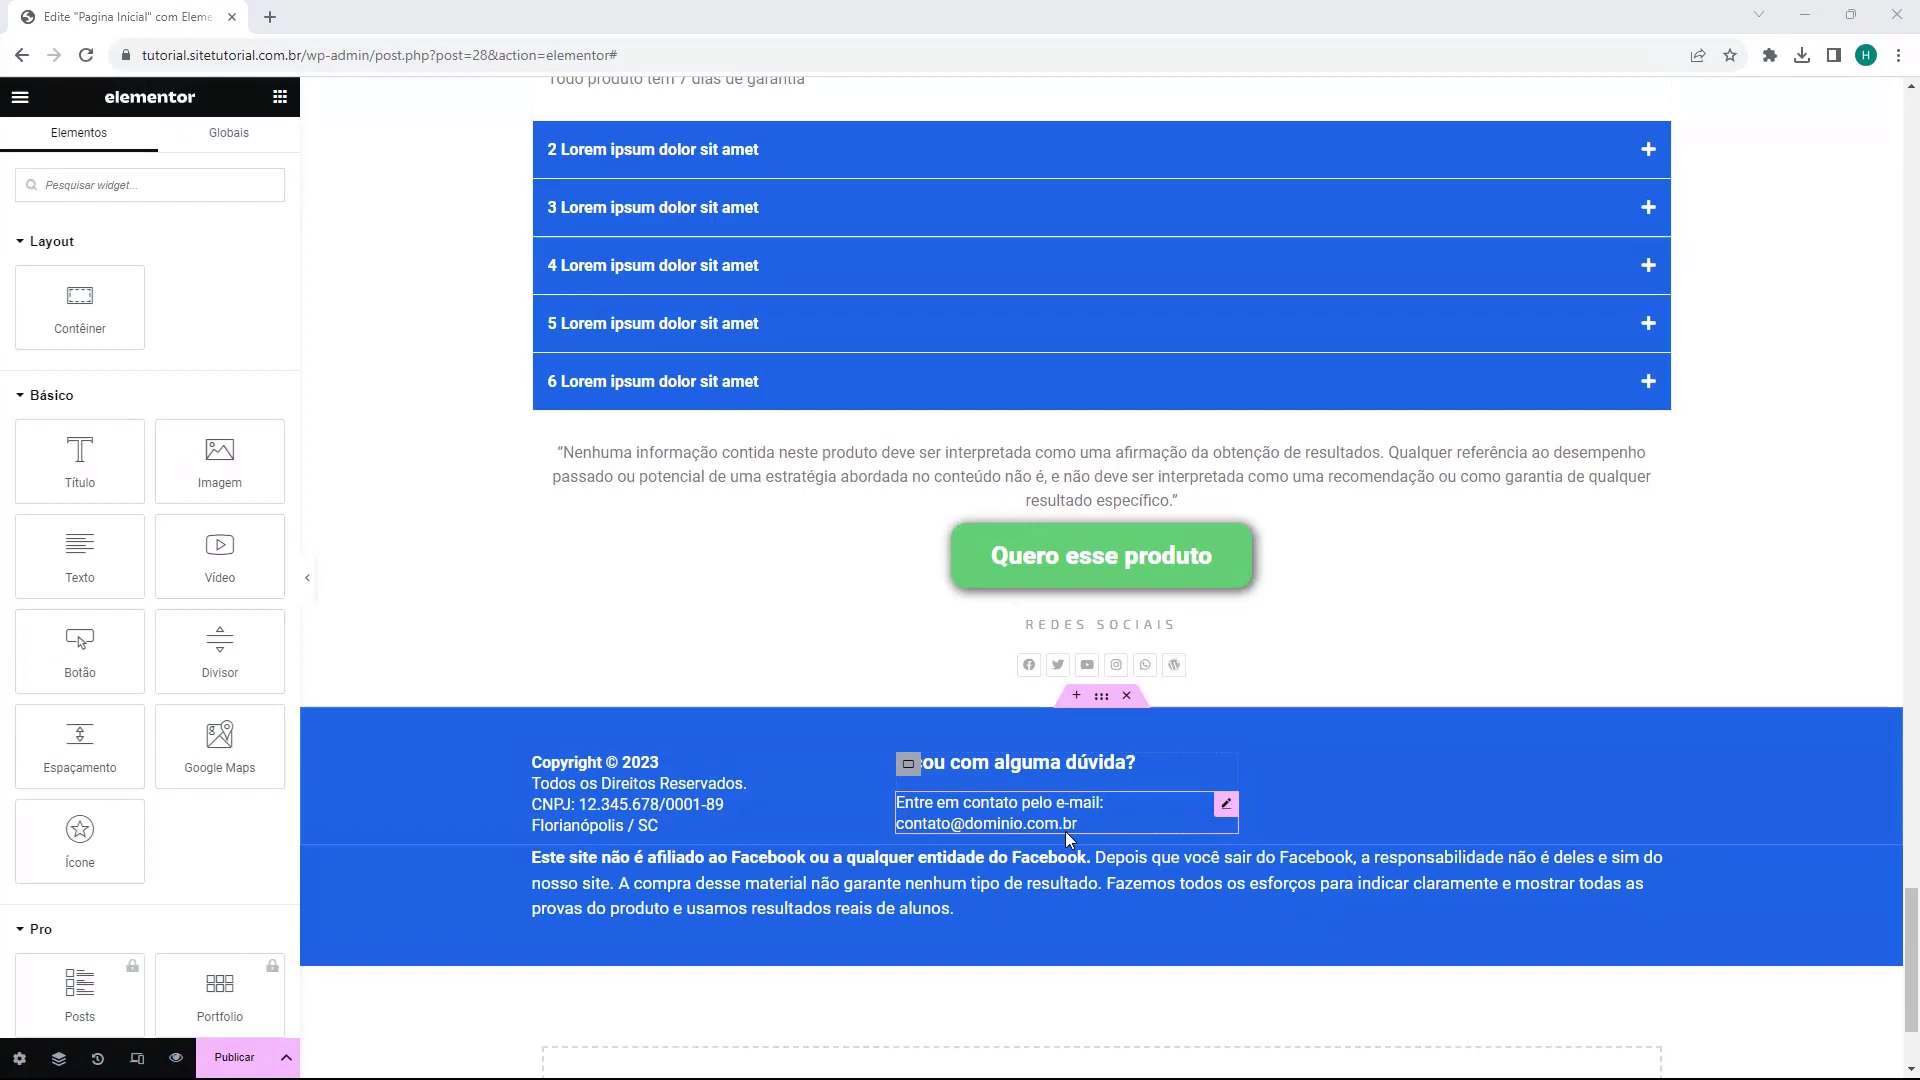 Edite "Pagina Inicial" com Eleme
tutorial.sitetutorial.com.br/wp-admin/post.php?post=28&action=elementor#
H
elementor
Elementos
Globais
Pesquisar widget...
Layout
Contêiner
Básico
Título
Imagem
Texto
Vídeo
Botão
Divisor
Espaçamento
Google Maps
Ícone
Pro
Posts
Portfolio
Publicar
Todo produto tem 7 dias de garantia
2 Lorem ipsum dolor sit amet
3 Lorem ipsum dolor sit amet
4 Lorem ipsum dolor sit amet
5 Lorem ipsum dolor sit amet
6 Lorem ipsum dolor sit amet
“Nenhuma informação contida neste produto deve ser interpretada como uma afirmação da obtenção de resultados. Qualquer referência ao desempenho
passado ou potencial de uma estratégia abordada no conteúdo não é, e não deve ser interpretada como uma recomendação ou como garantia de qualquer
resultado específico.”
Quero esse produto
REDES SOCIAIS
Copyright © 2023
Todos os Direitos Reservados.
CNPJ: 12.345.678/0001-89
Florianópolis / SC
cou com alguma dúvida?
Entre em contato pelo e-mail:
contato@dominio.com.br
Este site não é afiliado ao Facebook ou a qualquer entidade do Facebook. Depois que você sair do Facebook, a responsabilidade não é deles e sim do
nosso site. A compra desse material não garante nenhum tipo de resultado. Fazemos todos os esforços para indicar claramente e mostrar todas as
provas do produto e usamos resultados reais de alunos.